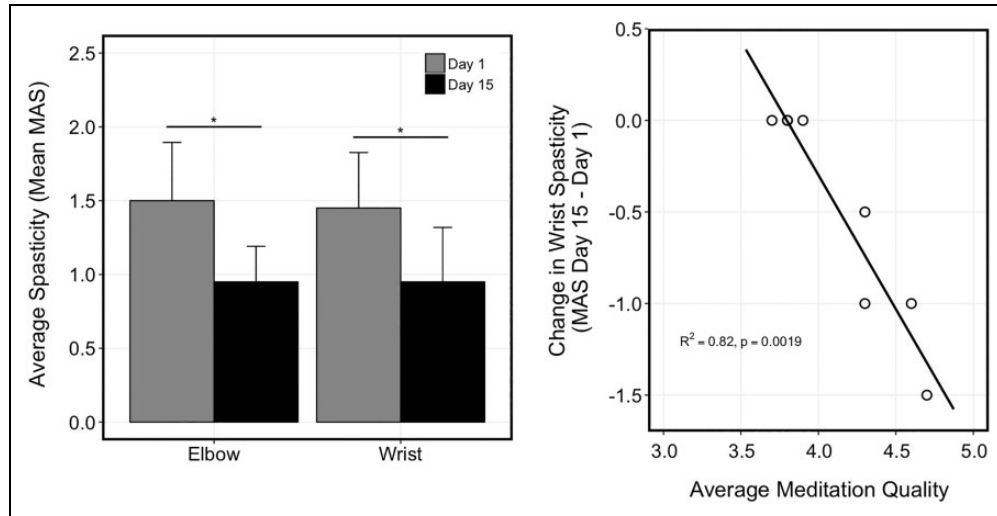 Average Spasticity (Mean MAS)
2.5
2.0
1.5
1.0
0.5
0.0
Day 1
Day 15
*
*
Elbow
Wrist
Change in Wrist Spasticity
(MAS Day 15 - Day 1)
0.5
0.0
-0.5
-1.0
-1.5
R² = 0.82, p = 0.0019
3.0
3.5
4.0
4.5
5.0
Average Meditation Quality